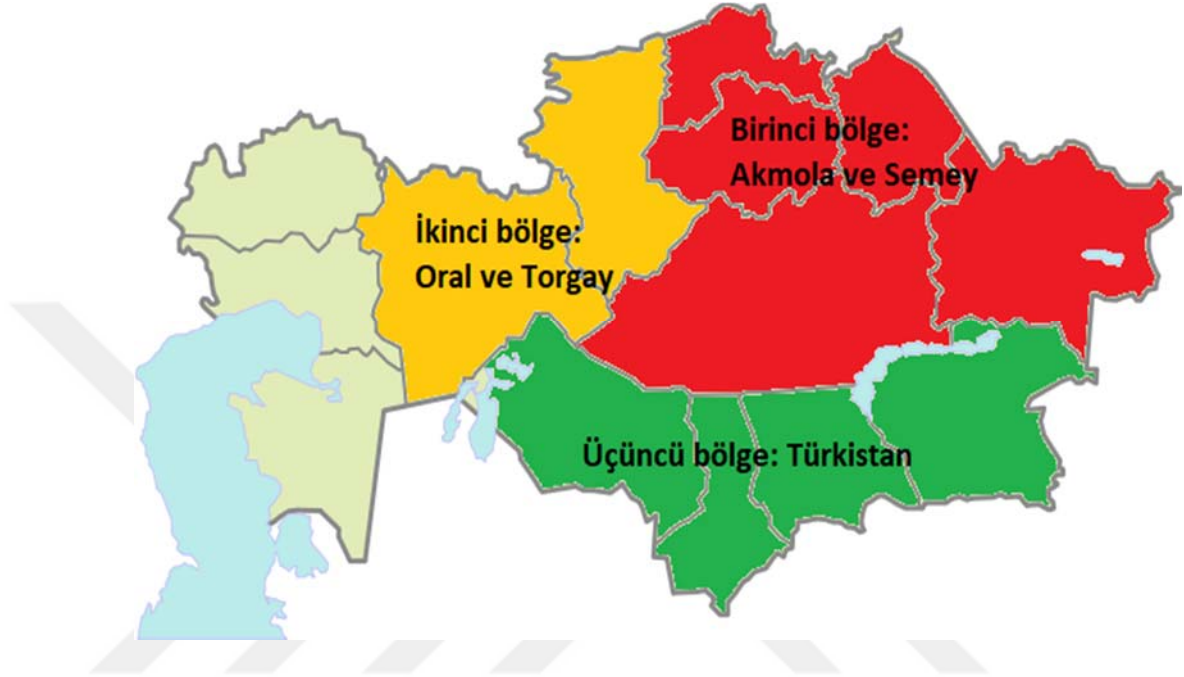 Birinci bölge:
Akmola ve Semey
İkinci bölge:
Oral ve Torgay
Üçüncü bölge: Türkistan